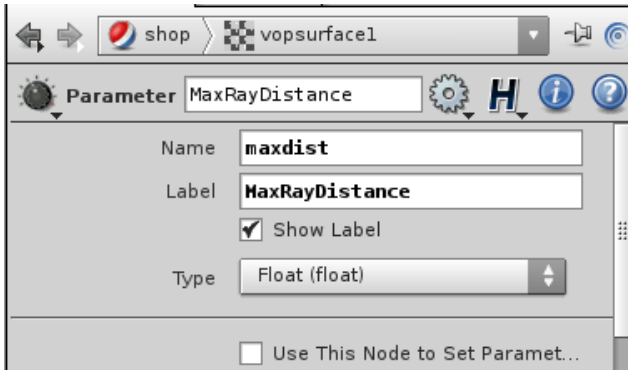 shop vopsurface1
Parameter MaxRayDistance
Name maxdist
Label MaxRayDistance
Show Label
Type Float (float)
Use This Node to Set Paramet...